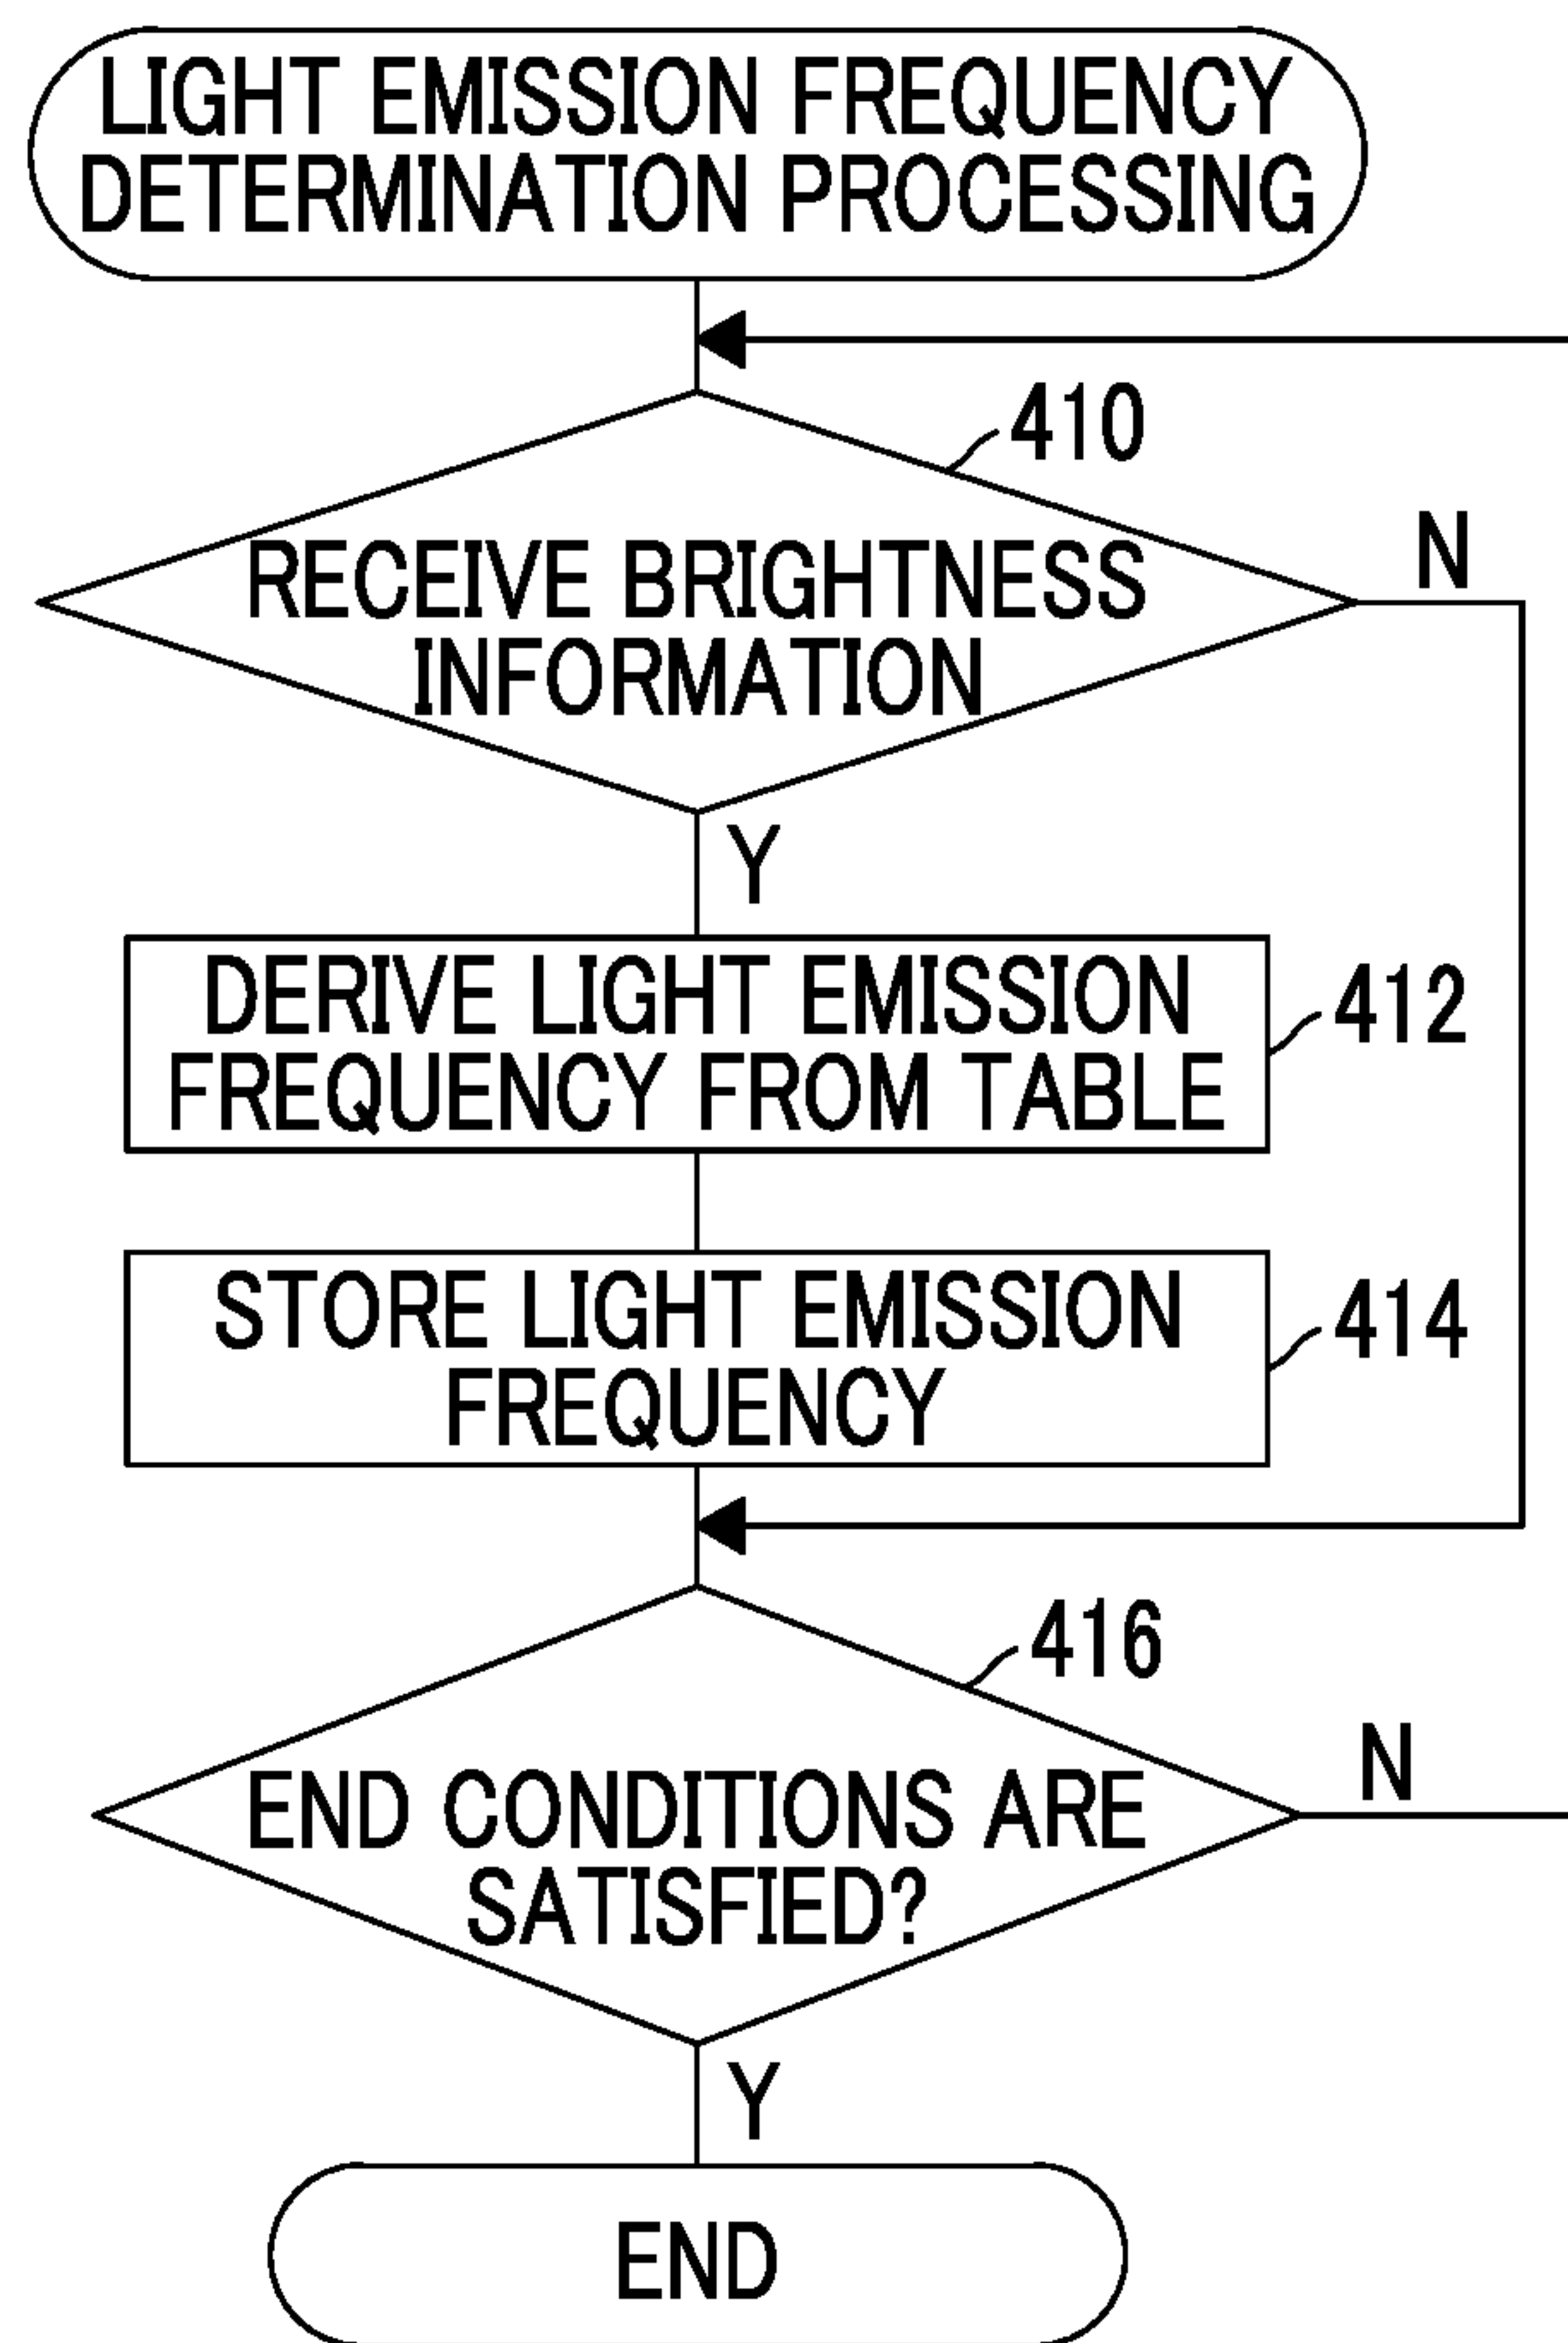 LIGHT EMISSION FREQUENCY
DETERMINATION PROCESSING
410
RECEIVE BRIGHTNESS
INFORMATION
N
Y
DERIVE LIGHT EMISSION
FREQUENCY FROM TABLE
412
STORE LIGHT EMISSION
FREQUENCY
414
416
END CONDITIONS ARE
SATISFIED?
N
Y
END